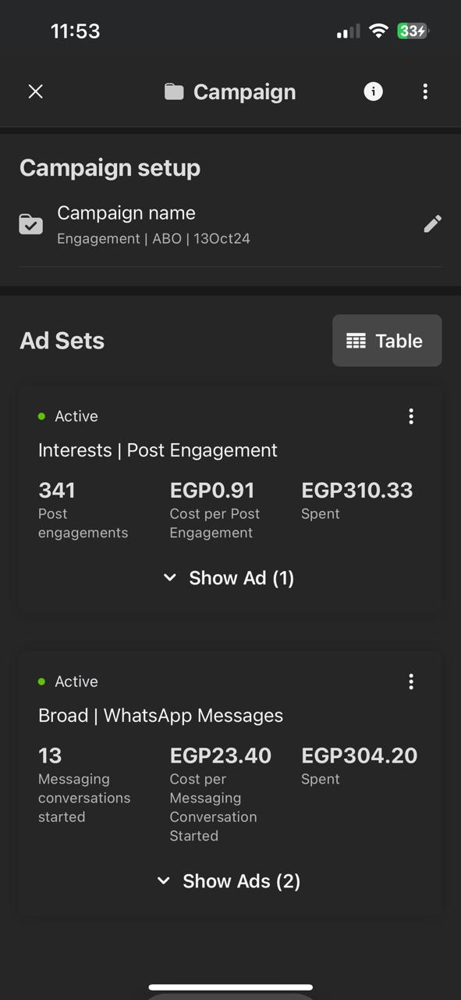 11:53
33
Campaign
Campaign setup
Campaign name
Engagement | ABO | 13Oct24
Ad Sets
Table
Active
Interests | Post Engagement
341 EGP0.91 EGP310.33
Post Cost per Post Spent
engagements Engagement
Show Ad (1)
Active
Broad | WhatsApp Messages
13 EGP23.40 EGP304.20
Messaging Cost per Spent
conversations Messaging
started Conversation
Started
Show Ads (2)